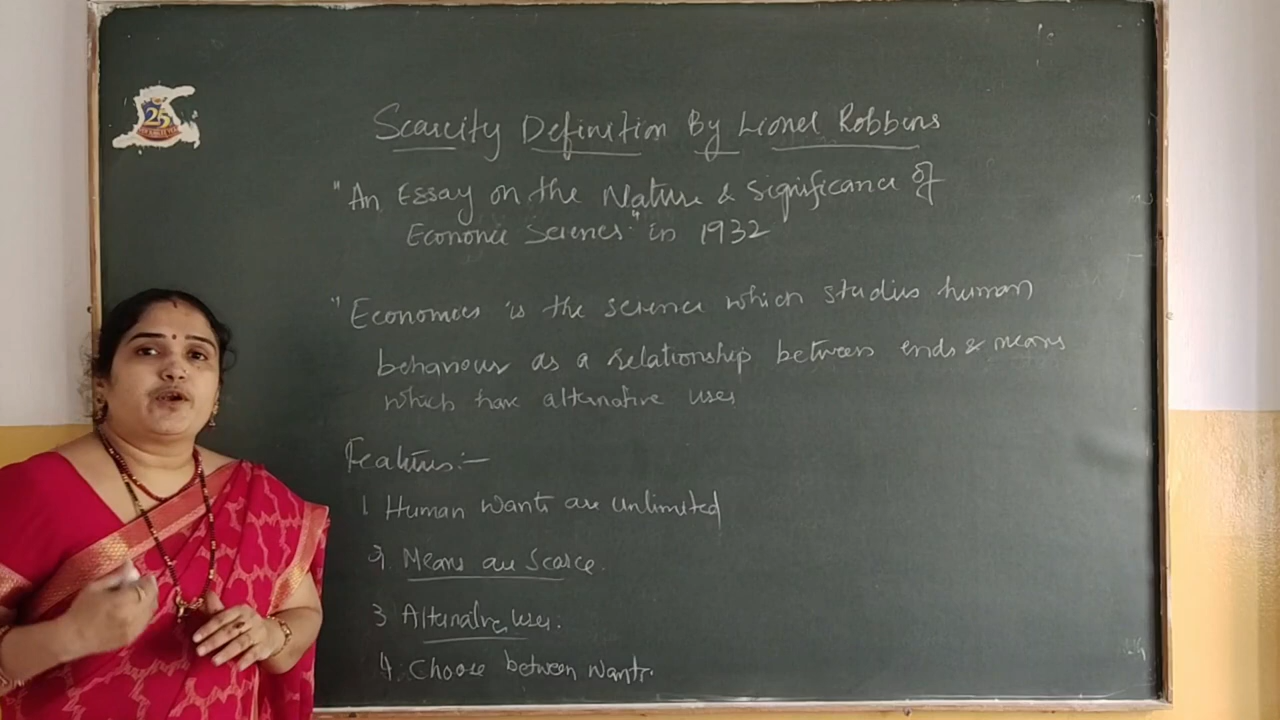 25
Scarcity Definition By Lionel Robbins
"An Essay on the Nature & Significance of
Economic Science" in 1932
"Economics is the science which studies human
behaviour as a relationship between ends & means
which have alternative uses
Features:-
1 Human wants are unlimited
2. Means are Scarce.
3 Alternative uses.
4. Choose between wants.